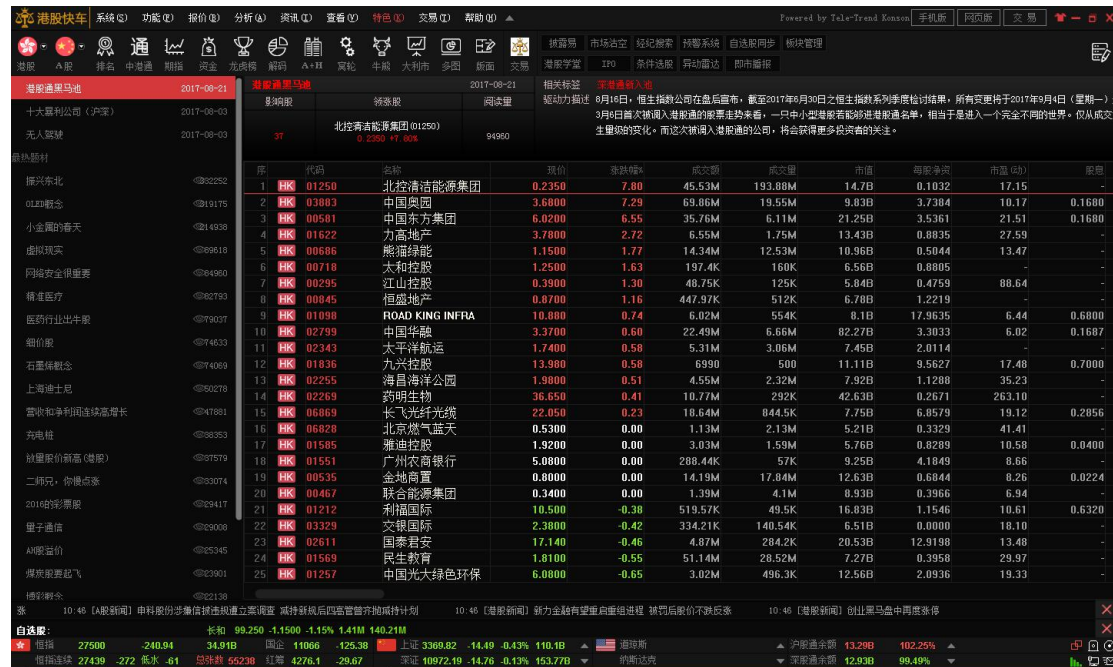 港股快车 系统(S) 功能(F) 报价(B) 分析(A) 资讯(I) 查看(V) 特色(X) 交易(T) 帮助(H) Powered by Tele-Trend Konson 手机版 网页版 交 易
港股 A股 排名 中港通 期指 资金 龙虎榜 解码 A+H 窝轮 牛熊 大利市 多图 版面 交易
通
披露易 市场沽空 经纪搜索 预警系统 自选股同步 板块管理
港股学堂 IPO 条件选股 异动雷达 即市播报
港股通黑马池 2017-08-21
十大暴利公司(沪深) 2017-08-03
无人驾驶 2017-08-03
最热题材
振兴东北 932252
OLED概念 919175
小金属的春天 214938
虚拟现实 89618
网络安全很重要 84960
精准医疗 82793
医药行业出牛股 79037
细价股 74633
石墨烯概念 74069
上海迪士尼 50278
营收和净利润连续高增长 47881
充电桩 38353
放量股价新高(港股) 37579
二师兄,你慢点涨 33074
2016的彩票股 29417
量子通信 29008
AH股溢价 25345
煤炭股要起飞 23901
博彩概念 22138
港股通黑马池 2017-08-21
影响股 领涨股 阅读量
37 北控清洁能源集团(01250) 0.2350 +7.80% 94960
相关标签 深港通新入池
驱动力描述 8月16日,恒生指数公司在盘后宣布,截至2017年6月30日之恒生指数系列季度检讨结果,所有变更将于2017年9月4日(星期一)
3月6日首次被调入港股通的股票走势来看,一只中小型港股若能够进港股通名单,相当于是进入一个完全不同的世界。仅从成交
生量级的变化。而这次被调入港股通的公司,将会获得更多投资者的关注。
序 代码 名称 现价 涨跌幅% 成交额 成交量 市值 每股净资 市盈(动) 股息
1 HK 01250 北控清洁能源集团 0.2350 7.80 45.53M 193.88M 14.7B 0.1032 17.15 -
2 HK 03883 中国奥园 3.6800 7.29 69.86M 19.55M 9.83B 3.7384 10.17 0.1680
3 HK 00581 中国东方集团 6.0200 6.55 35.76M 6.11M 21.25B 3.5361 21.51 0.1680
4 HK 01622 力高地产 3.7800 2.72 6.55M 1.75M 13.43B 0.8835 27.59 -
5 HK 00686 熊猫绿能 1.1500 1.77 14.34M 12.53M 10.96B 0.5044 13.47 -
6 HK 00718 太和控股 1.2500 1.63 197.4K 160K 6.56B 0.8805 - -
7 HK 00295 江山控股 0.3900 1.30 48.75K 125K 5.84B 0.4759 88.64 -
8 HK 00845 恒盛地产 0.8700 1.16 447.97K 512K 6.78B 1.2219 - -
9 HK 01098 ROAD KING INFRA 10.880 0.74 6.02M 554K 8.1B 17.9635 6.44 0.6800
10 HK 02799 中国华融 3.3700 0.60 22.49M 6.66M 82.27B 3.3033 6.02 0.1687
11 HK 02343 太平洋航运 1.7400 0.58 5.31M 3.06M 7.45B 2.0114 - -
12 HK 01836 九兴控股 13.980 0.58 6990 500 11.11B 9.5627 17.48 0.7000
13 HK 02255 海昌海洋公园 1.9800 0.51 4.55M 2.32M 7.92B 1.1288 35.23 -
14 HK 02269 药明生物 36.650 0.41 10.77M 292K 42.63B 0.2671 263.10 -
15 HK 06869 长飞光纤光缆 22.050 0.23 18.64M 844.5K 7.75B 6.8579 19.12 0.2856
16 HK 06828 北京燃气蓝天 0.5300 0.00 1.13M 2.13M 5.21B 0.3329 41.41 -
17 HK 01585 雅迪控股 1.9200 0.00 3.03M 1.59M 5.76B 0.8289 10.58 0.0400
18 HK 01551 广州农商银行 5.0800 0.00 288.44K 57K 9.25B 4.1849 8.66 -
19 HK 00535 金地商置 0.8000 0.00 14.19M 17.84M 12.63B 0.6844 8.26 0.0224
20 HK 00467 联合能源集团 0.3400 0.00 1.39M 4.1M 8.93B 0.3966 6.94 -
21 HK 01212 利福国际 10.500 -0.38 519.57K 49.5K 16.83B 1.1546 10.61 0.6320
22 HK 03329 交银国际 2.3800 -0.42 334.21K 140.54K 6.51B 0.0000 18.10 -
23 HK 02611 国泰君安 17.140 -0.46 4.87M 284.2K 20.53B 12.9198 13.48 -
24 HK 01569 民生教育 1.8100 -0.55 51.14M 28.52M 7.27B 0.3958 29.97 -
25 HK 01257 中国光大绿色环保 6.0800 -0.65 3.02M 496.3K 12.56B 2.0936 19.33 -
涨 10:46 [A股新闻] 申科股份涉嫌信披违规遭立案调查 减持新规后四高管曾齐抛减持计划 10:46 [港股新闻] 新力金融有望重启重组进程 被罚后股价不跌反涨 10:46 [港股新闻] 创业黑马盘中再度涨停
自选股: 长和 99.250 -1.1500 -1.15% 1.41M 140.21M
恒指 27500 -240.94 34.91B 国企 11066 -125.38 上证 3369.82 -14.49 -0.43% 110.1B 道琼斯 沪股通余额 13.29B 102.25%
恒指连续 27439 -272 低水 -61 总张数 55238 红筹 4276.1 -29.67 深证 10972.19 -14.76 -0.13% 153.77B 纳斯达克 深股通余额 12.93B 99.49%